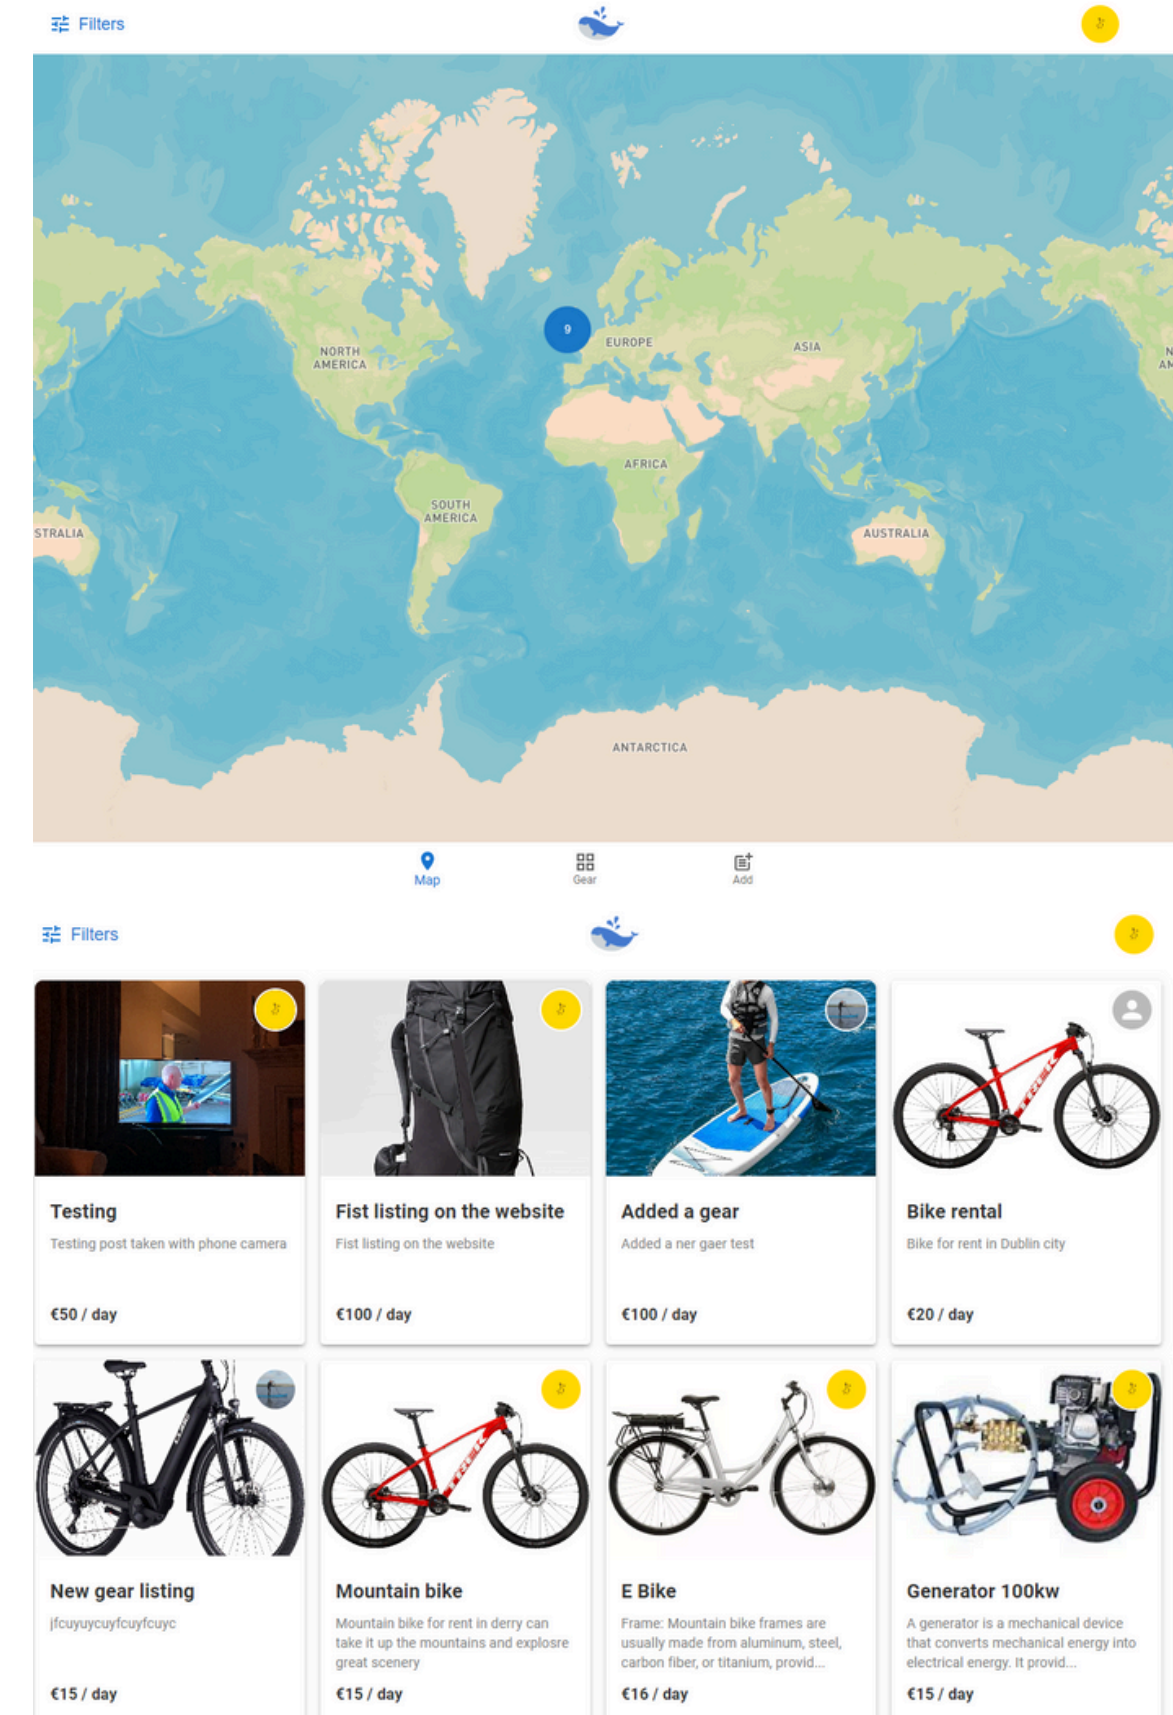 Filters
9
NORTH
AMERICA
EUROPE
ASIA
N
AM
AFRICA
SOUTH
AMERICA
STRALIA
AUSTRALIA
ANTARCTICA
Map
Gear
Add
Filters
TREK
Testing
Fist listing on the website
Added a gear
Bike rental
Testing post taken with phone camera
Fist listing on the website
Added a ner gaer test
Bike for rent in Dublin city
€50 / day
€100 / day
€100 / day
€20 / day
TREK
New gear listing
Mountain bike
E Bike
Generator 100kw
jfcuyuycuyfcuyfcuyc
Mountain bike for rent in derry can
take it up the mountains and explosre
great scenery
Frame: Mountain bike frames are
usually made from aluminum, steel,
carbon fiber, or titanium, provid...
A generator is a mechanical device
that converts mechanical energy into
electrical energy. It provid...
€15 / day
€15 / day
€16 / day
€15 / day